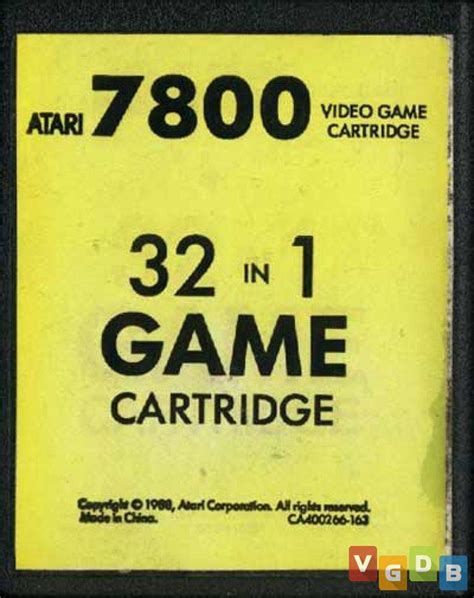 ATARI 7800 VIDEO GAME
CARTRIDGE
32 IN 1
GAME
CARTRIDGE
Copyright © 1988, Atari Corporation. All rights reserved.
Made in China. CA400266-163
VGDB